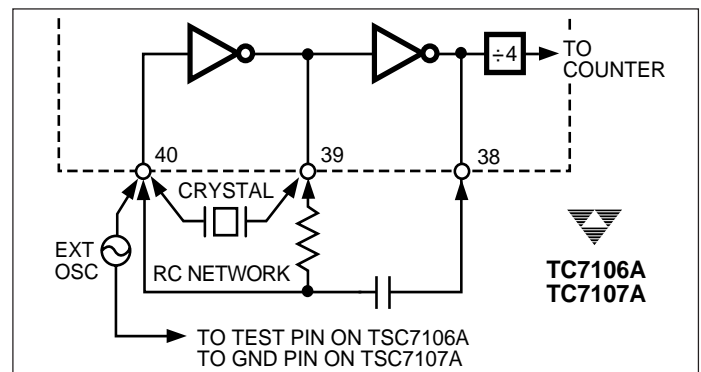 ÷4
TO
COUNTER
40
39
38
CRYSTAL
EXT
OSC
RC NETWORK
TC7106A
TC7107A
TO TEST PIN ON TSC7106A
TO GND PIN ON TSC7107A